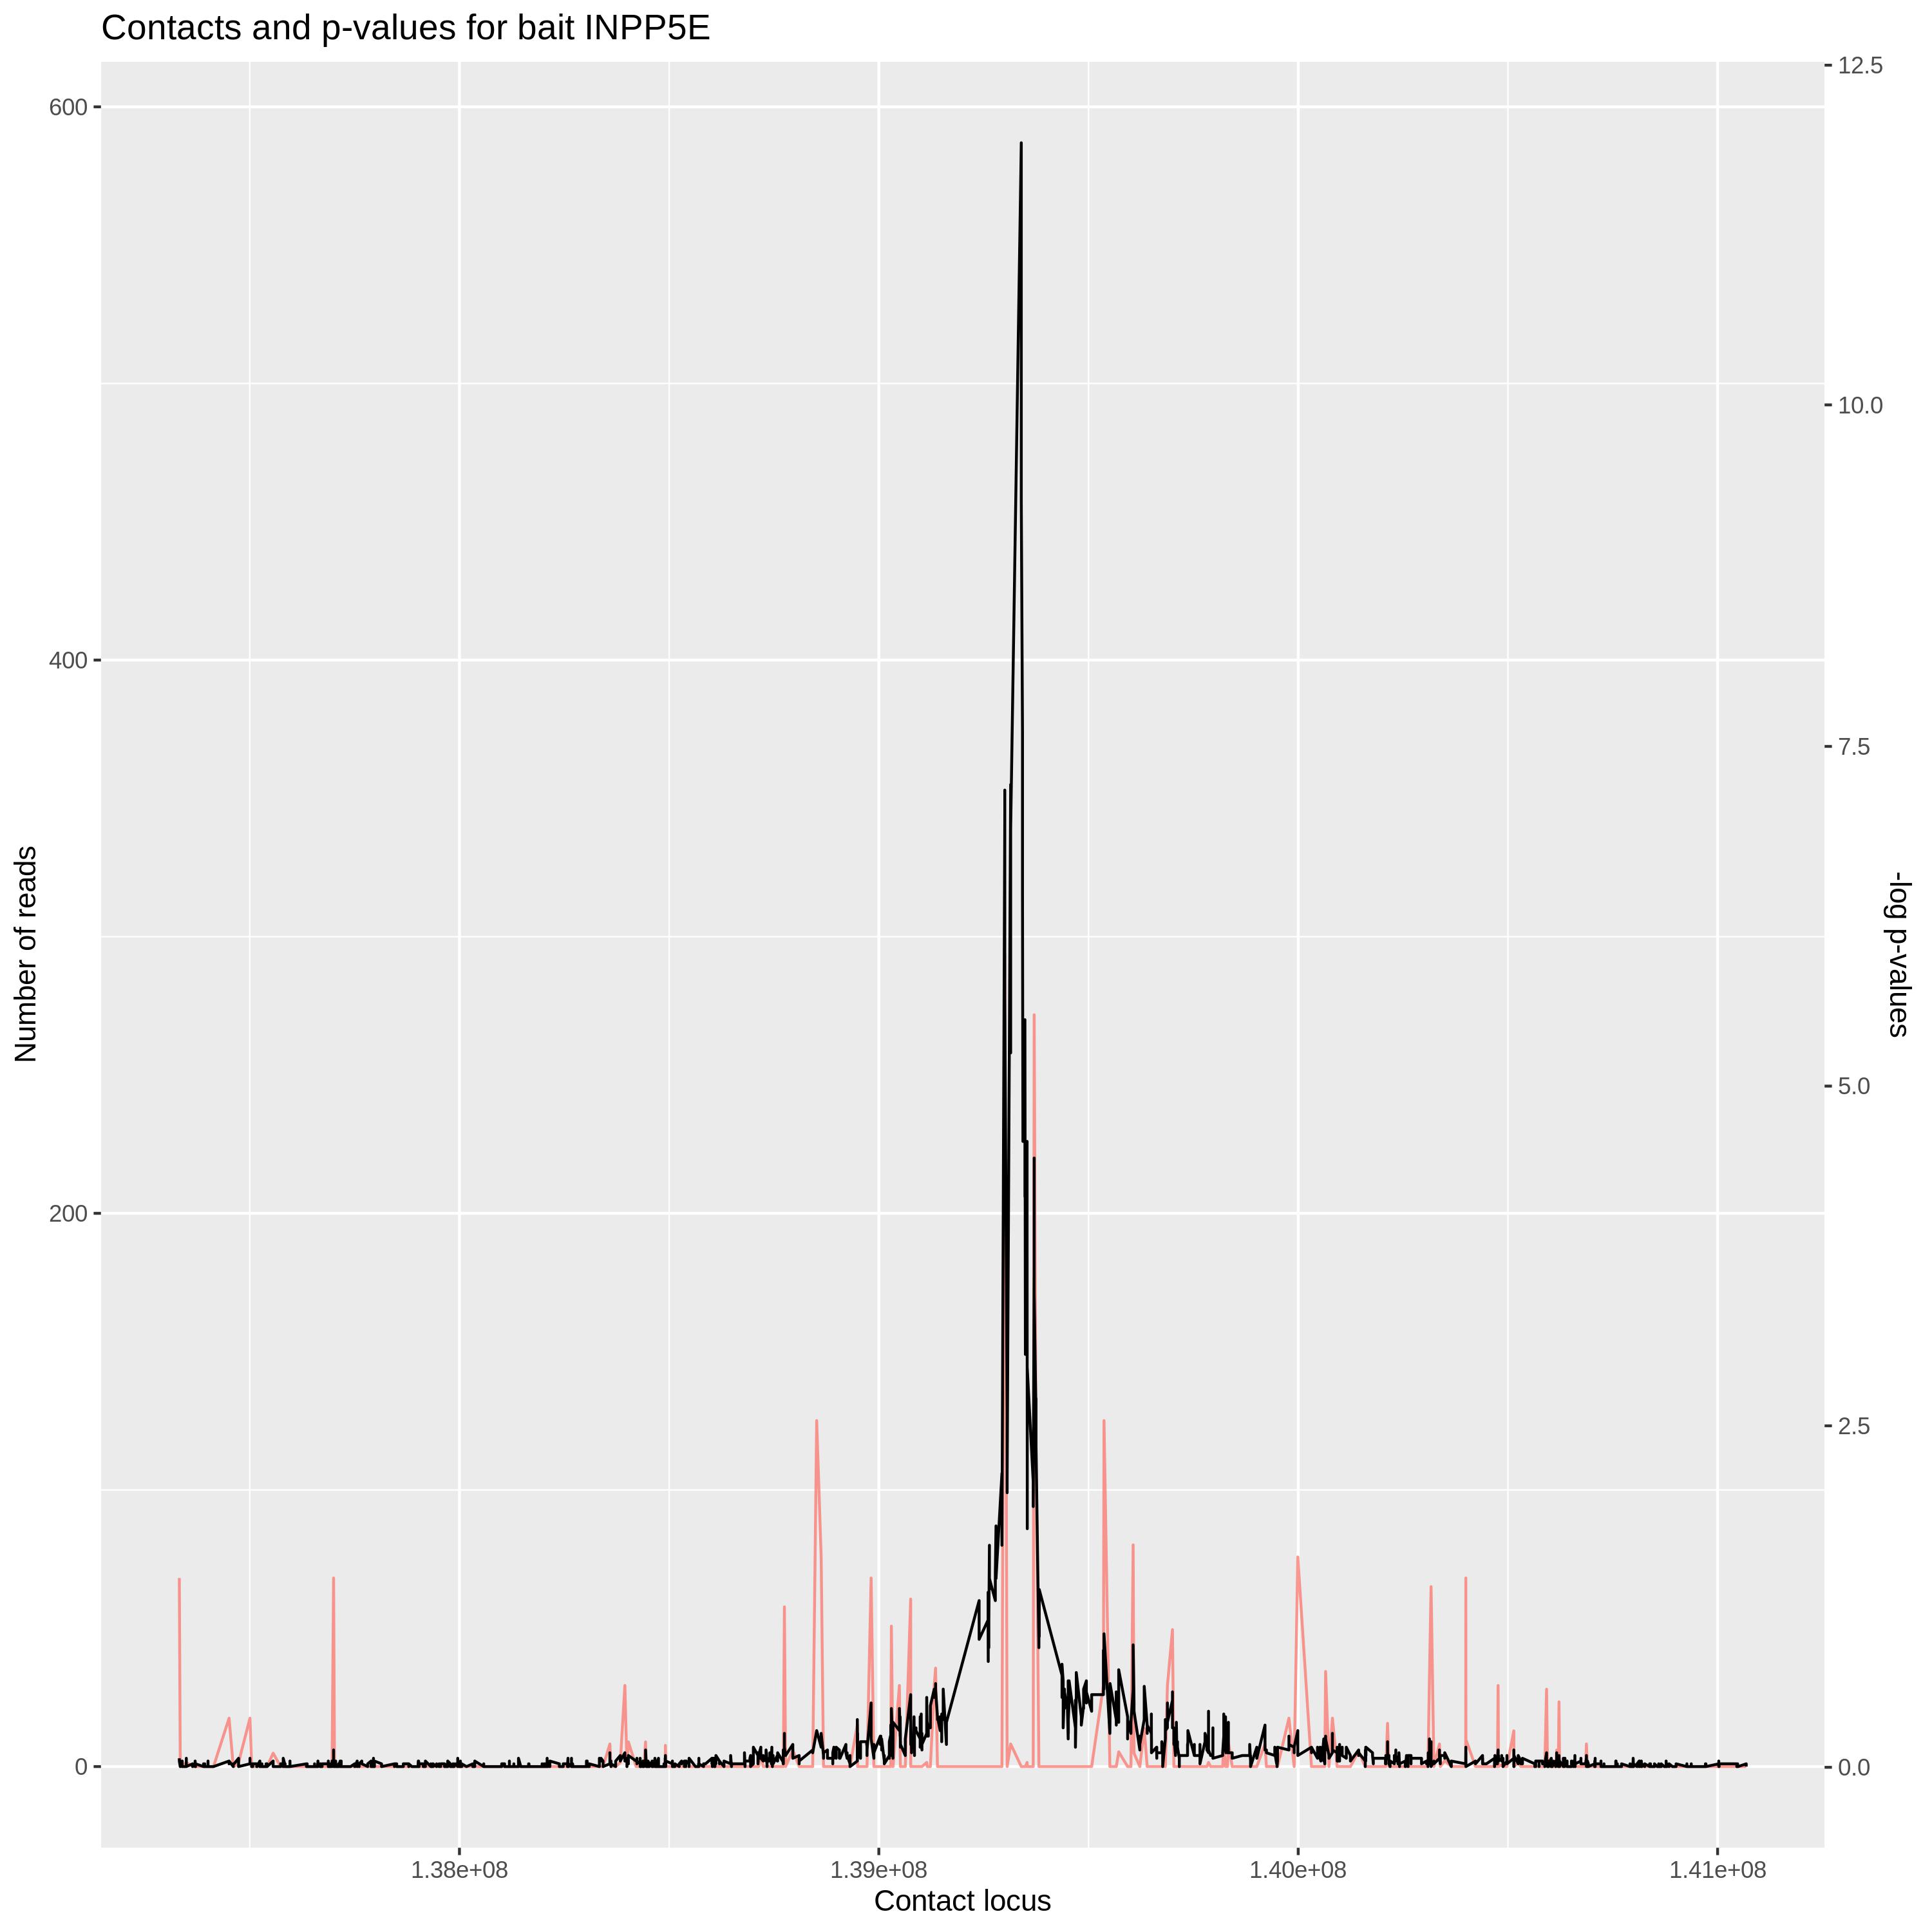 Contacts and p-values for bait INPP5E
600
400
200
0
Number of reads
12.5
10.0
7.5
5.0
2.5
0.0
-log p-values
1.38e+08
1.39e+08
1.40e+08
1.41e+08
Contact locus